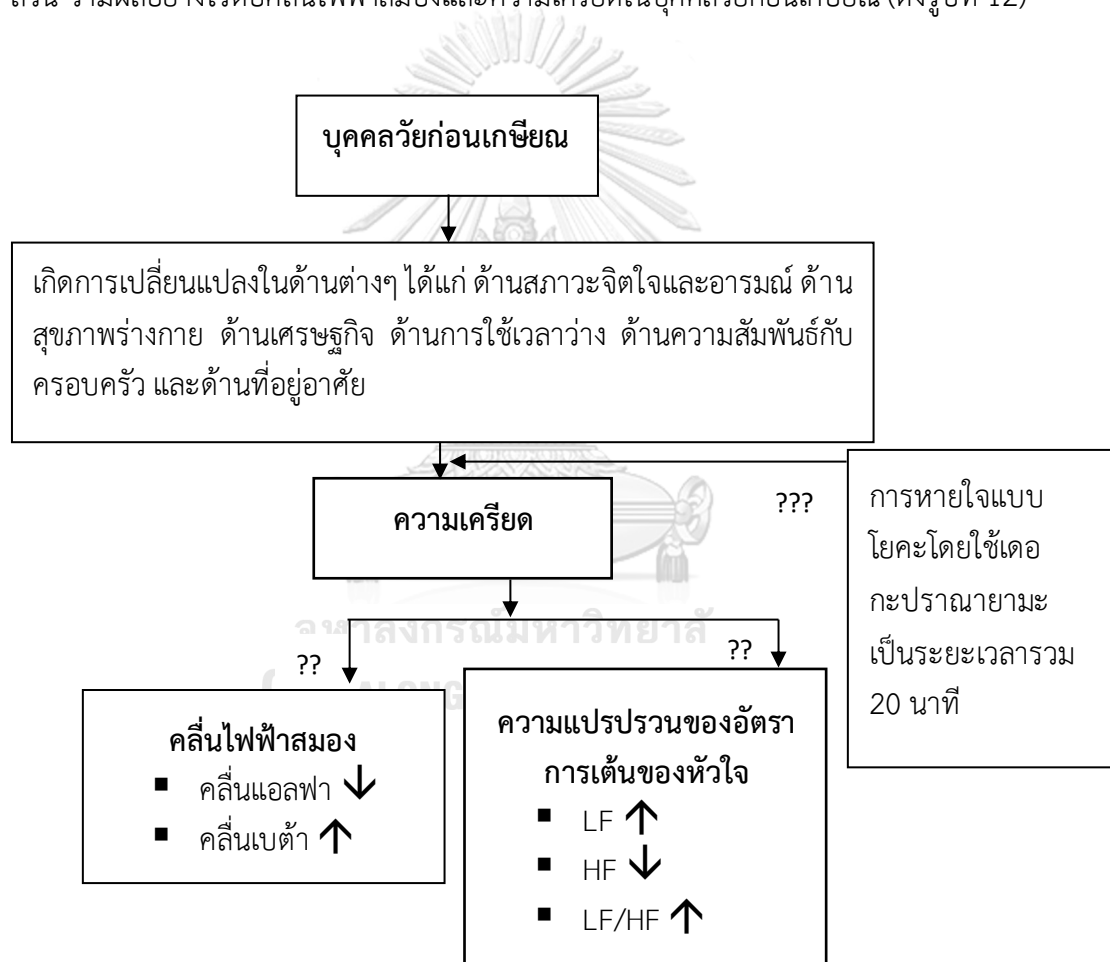 (ดังรูปที่ 12)
บุคคลวัยก่อนเกษียณ
เกิดการเปลี่ยนแปลงในด้านต่างๆ ได้แก่ ด้านสภาวะจิตใจและอารมณ์ ด้าน
สุขภาพร่างกาย ด้านเศรษฐกิจ ด้านการใช้เวลาว่าง ด้านความสัมพันธ์กับ
ครอบครัว และด้านที่อยู่อาศัย
ความเครียด
???
การหายใจแบบ
โยคะโดยใช้เดอ
กะปราณายามะ
เป็นระยะเวลารวม
20 นาที
??
??
คลื่นไฟฟ้าสมอง
▪ คลื่นแอลฟา ↓
▪ คลื่นเบต้า ↑
ความแปรปรวนของอัตรา
การเต้นของหัวใจ
▪ LF ↑
▪ HF ↓
▪ LF/HF ↑